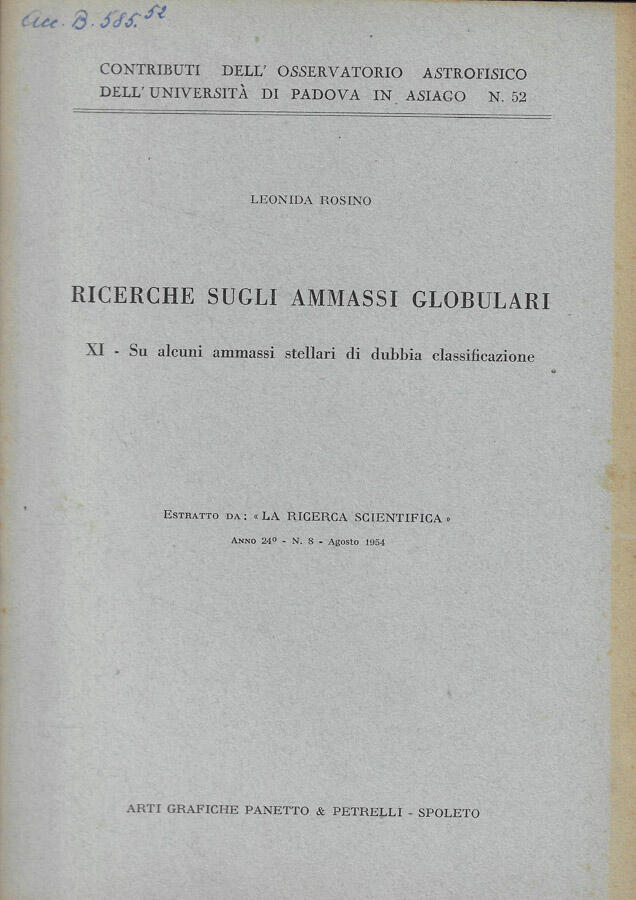 Acc. B. 585.52
CONTRIBUTI DELL' OSSERVATORIO ASTROFISICO
DELL'UNIVERSITÀ DI PADOVA IN ASIAGO N. 52
LEONIDA ROSINO
RICERCHE SUGLI AMMASSI GLOBULARI
XI - Su alcuni ammassi stellari di dubbia classificazione
ESTRATTO DA: « LA RICERCA SCIENTIFICA »
ANNO 24º - N. 8 - Agosto 1954
ARTI GRAFICHE PANETTO & PETRELLI - SPOLETO